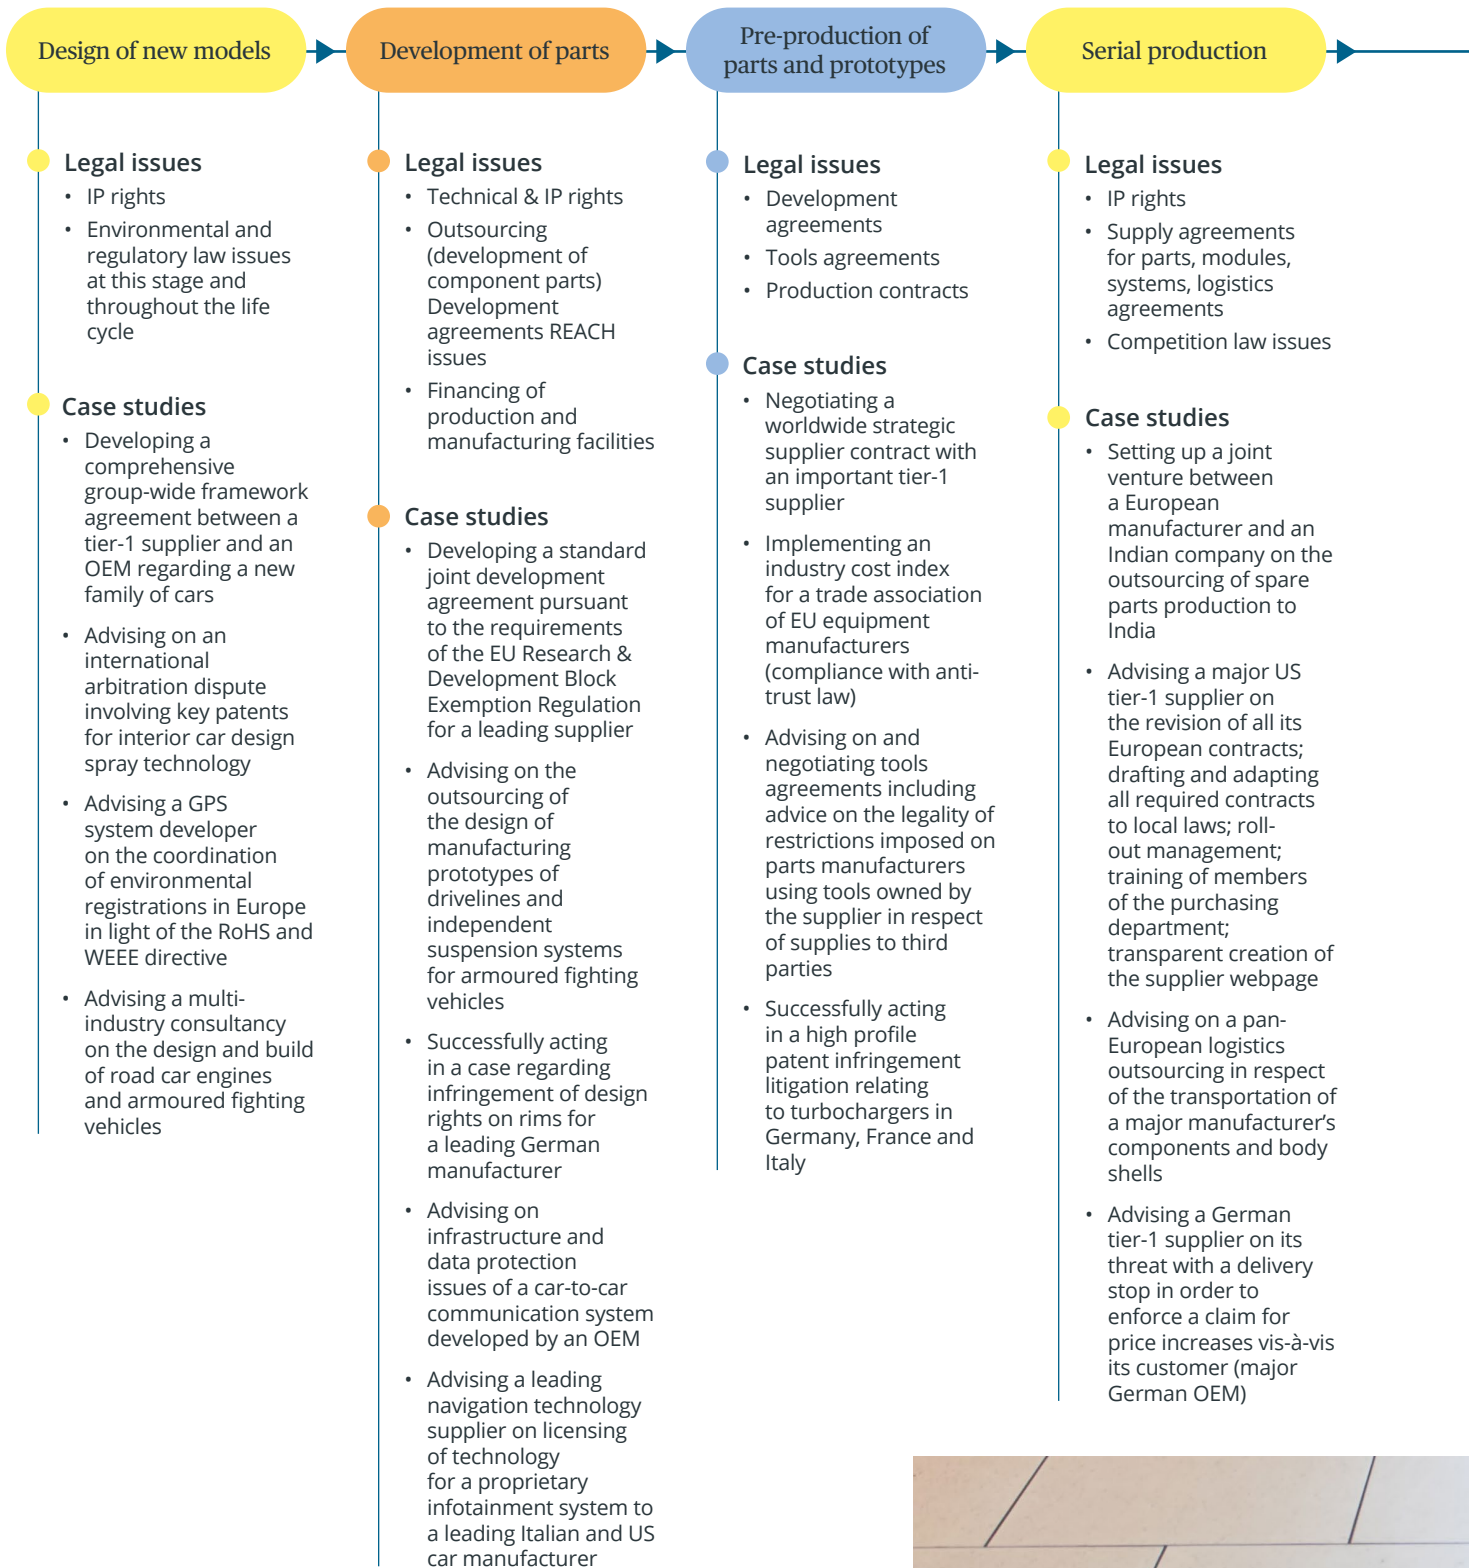 Design of new models
Development of parts
Pre-production of
parts and prototypes
Serial production
Legal issues
• IP rights
• Environmental and
regulatory law issues
at this stage and
throughout the life
cycle
Case studies
• Developing a
comprehensive
group-wide framework
agreement between a
tier-1 supplier and an
OEM regarding a new
family of cars
• Advising on an
international
arbitration dispute
involving key patents
for interior car design
spray technology
• Advising a GPS
system developer
on the coordination
of environmental
registrations in Europe
in light of the RoHS and
WEEE directive
• Advising a multi-
industry consultancy
on the design and build
of road car engines
and armoured fighting
vehicles
Legal issues
• Technical & IP rights
• Outsourcing
(development of
component parts)
Development
agreements REACH
issues
• Financing of
production and
manufacturing facilities
Case studies
• Developing a standard
joint development
agreement pursuant
to the requirements
of the EU Research &
Development Block
Exemption Regulation
for a leading supplier
• Advising on the
outsourcing of
the design of
manufacturing
prototypes of
drivelines and
independent
suspension systems
for armoured fighting
vehicles
• Successfully acting
in a case regarding
infringement of design
rights on rims for
a leading German
manufacturer
• Advising on
infrastructure and
data protection
issues of a car-to-car
communication system
developed by an OEM
• Advising a leading
navigation technology
supplier on licensing
of technology
for a proprietary
infotainment system to
a leading Italian and US
car manufacturer
Legal issues
• Development
agreements
• Tools agreements
• Production contracts
Case studies
• Negotiating a
worldwide strategic
supplier contract with
an important tier-1
supplier
• Implementing an
industry cost index
for a trade association
of EU equipment
manufacturers
(compliance with anti-
trust law)
• Advising on and
negotiating tools
agreements including
advice on the legality of
restrictions imposed on
parts manufacturers
using tools owned by
the supplier in respect
of supplies to third
parties
• Successfully acting
in a high profile
patent infringement
litigation relating
to turbochargers in
Germany, France and
Italy
Legal issues
• IP rights
• Supply agreements
for parts, modules,
systems, logistics
agreements
• Competition law issues
Case studies
• Setting up a joint
venture between
a European
manufacturer and an
Indian company on the
outsourcing of spare
parts production to
India
• Advising a major US
tier-1 supplier on
the revision of all its
European contracts;
drafting and adapting
all required contracts
to local laws; roll-
out management;
training of members
of the purchasing
department;
transparent creation of
the supplier webpage
• Advising on a pan-
European logistics
outsourcing in respect
of the transportation of
a major manufacturer’s
components and body
shells
• Advising a German
tier-1 supplier on its
threat with a delivery
stop in order to
enforce a claim for
price increases vis-à-vis
its customer (major
German OEM)